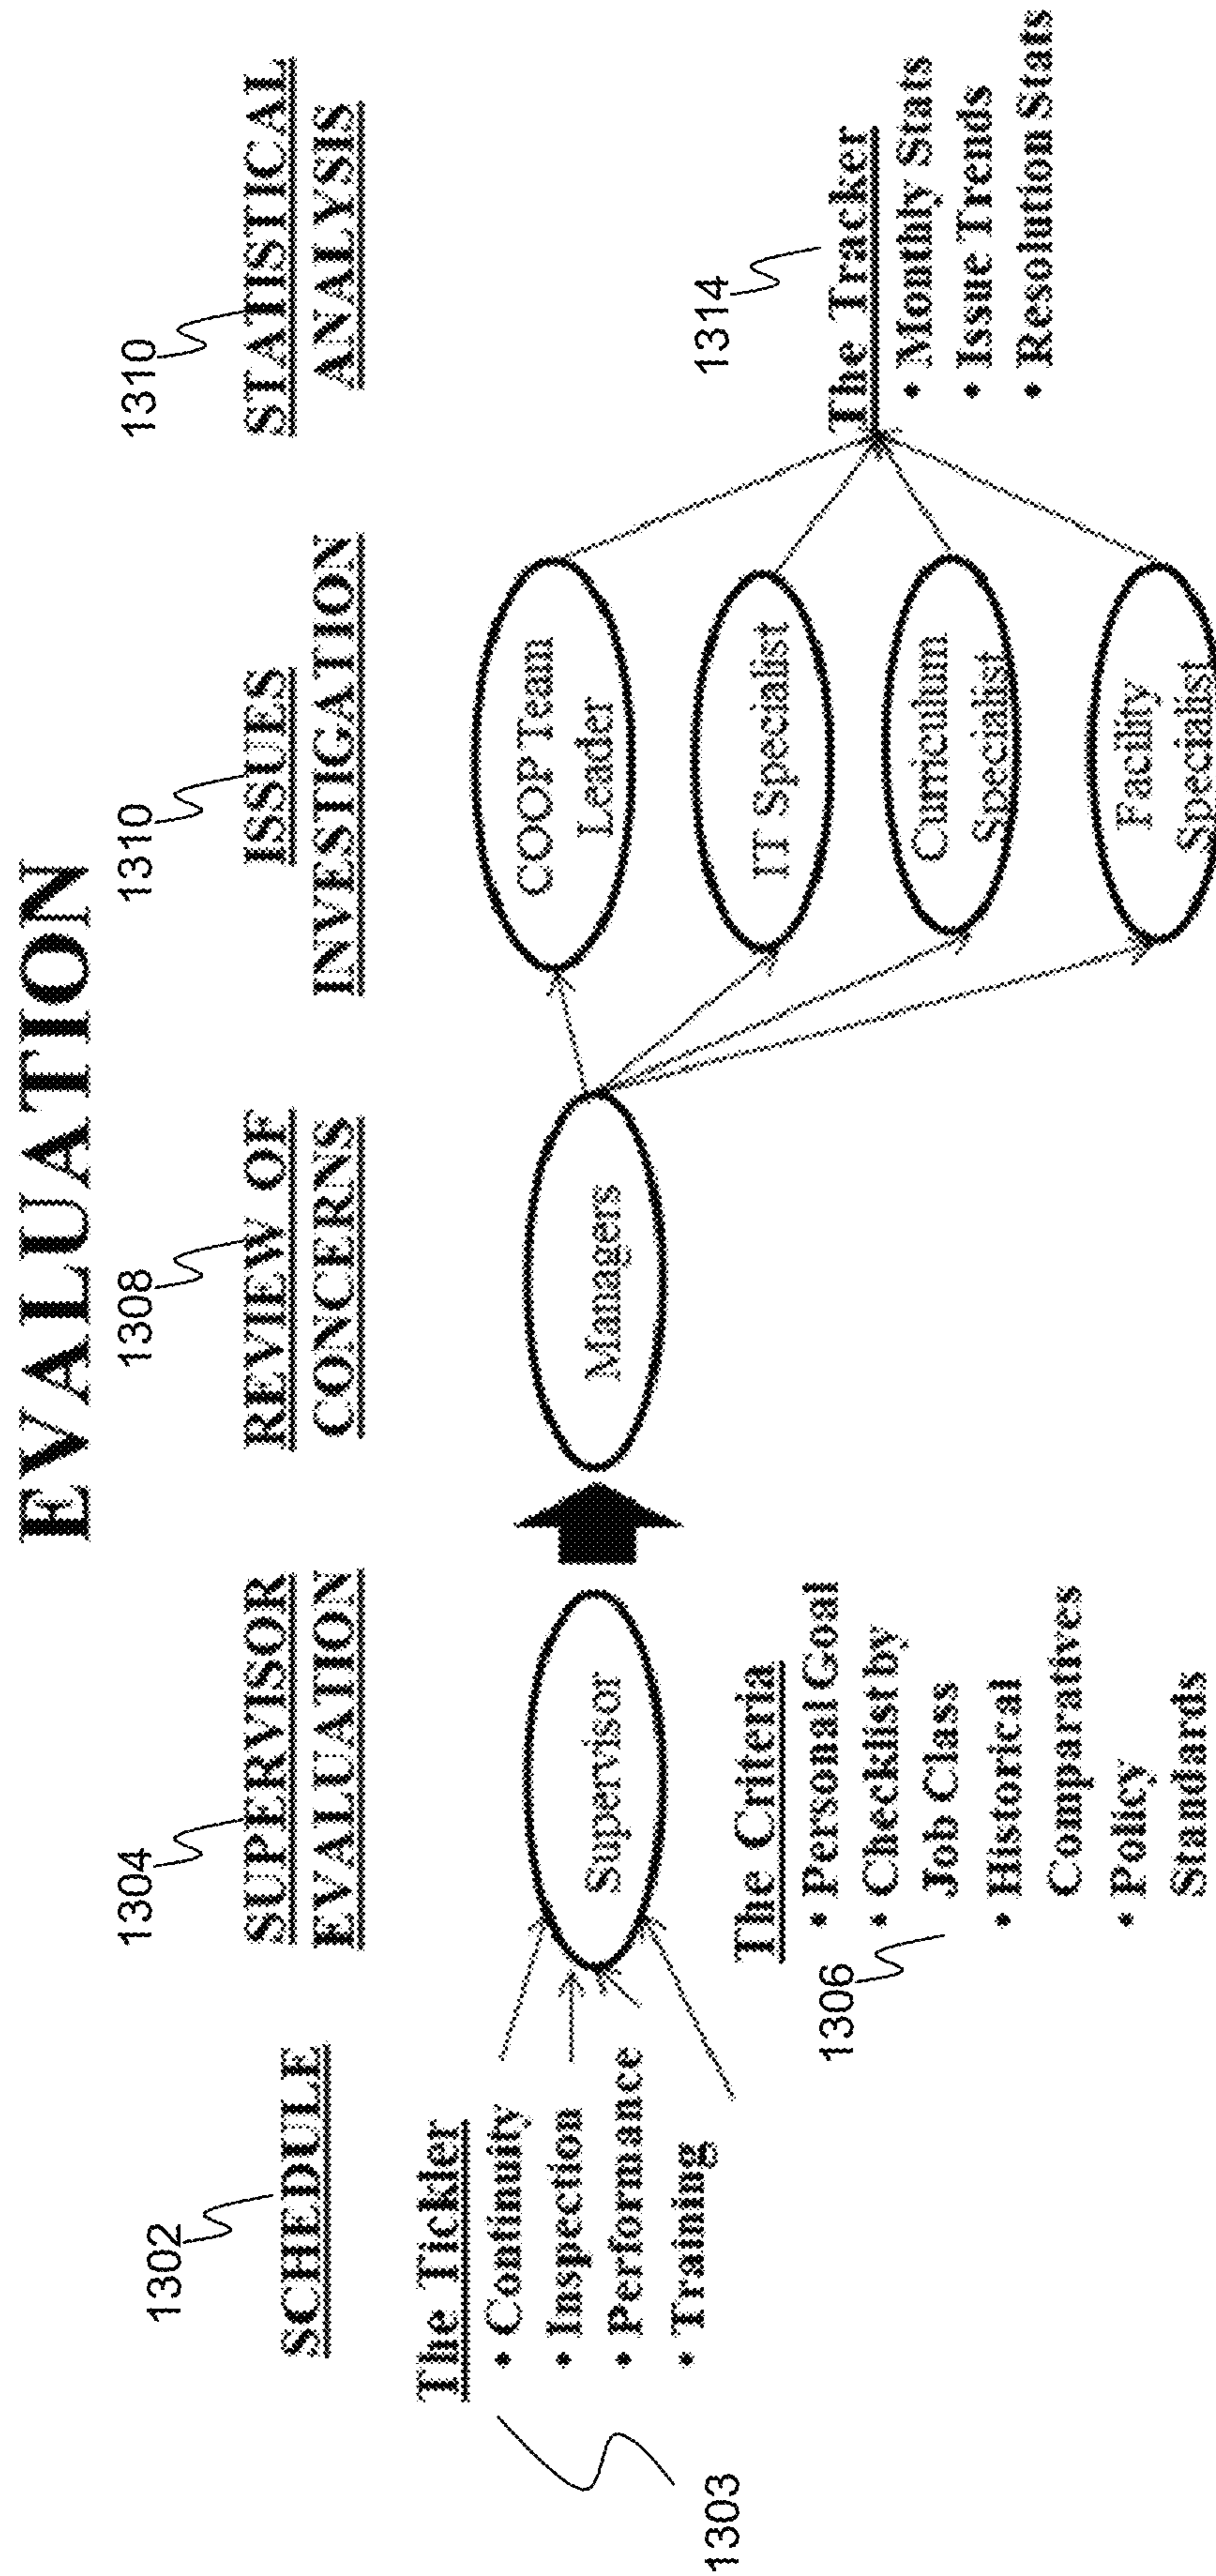 EVALUATION
1302
SCHEDULE
1304
SUPERVISOR
EVALUATION
1308
REVIEW OF
CONCERNS
1310
ISSUES
INVESTIGATION
1310
STATISTICAL
ANALYSIS
1303
The Tickler
• Continuity
• Inspection
• Performance
• Training
Supervisor
1306
The Criteria
• Personal Goal
• Checklist by
Job Class
• Historical
Comparatives
• Policy
Standards
Managers
COOP Team
Leader
IT Specialist
Curriculum
Specialist
Facility
Specialist
1314
The Tracker
• Monthly Stats
• Issue Trends
• Resolution Stats